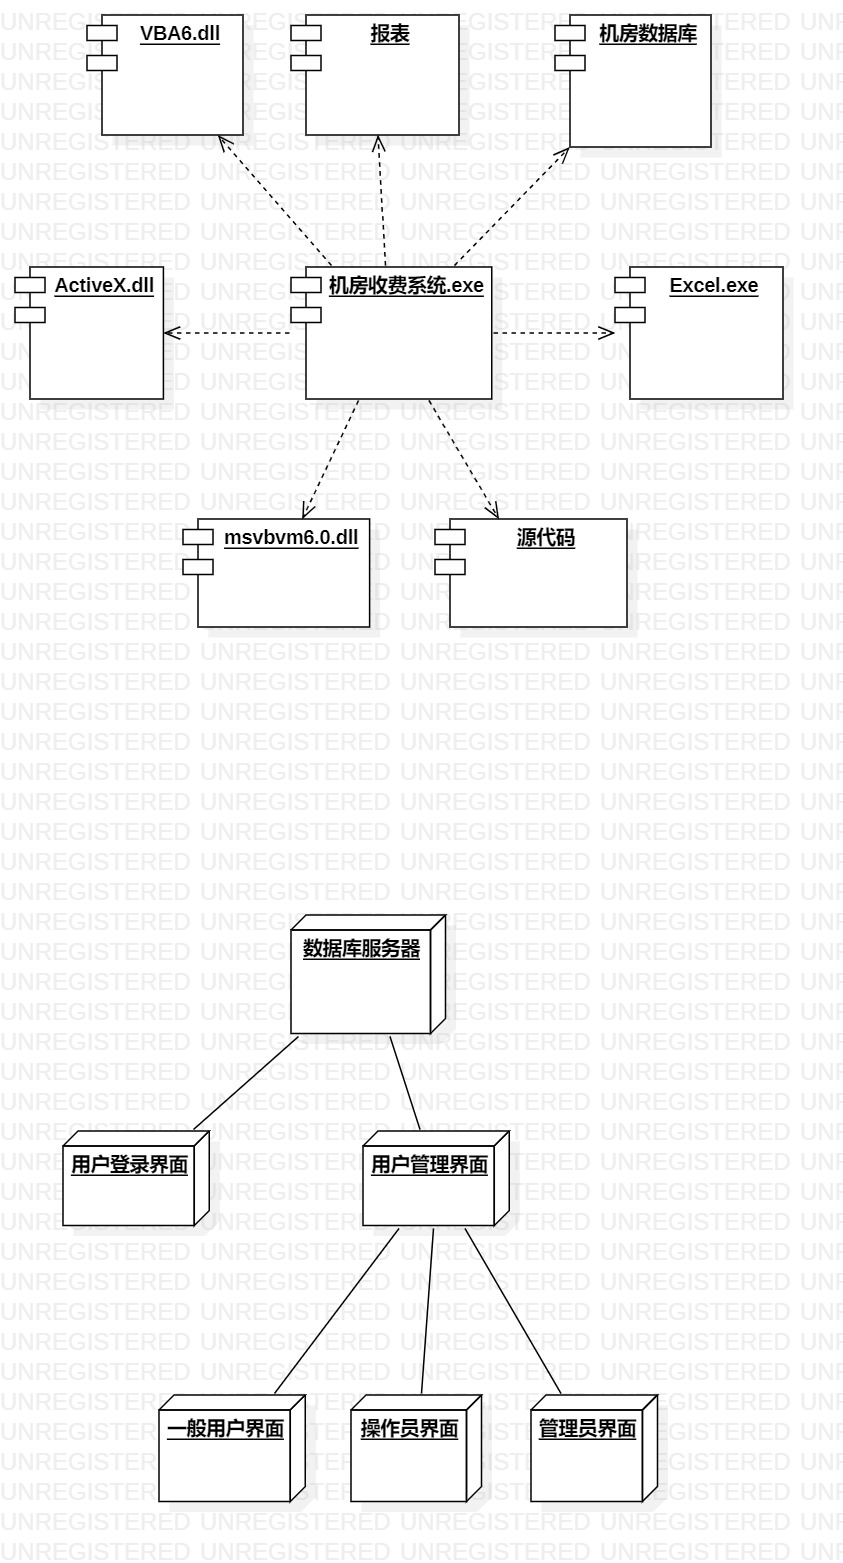 VBA6.dll
报表
机房数据库
ActiveX.dll
机房收费系统.exe
Excel.exe
msvbvm6.0.dll
源代码
数据库服务器
用户登录界面
用户管理界面
一般用户界面
操作员界面
管理员界面
UNREGISTERED